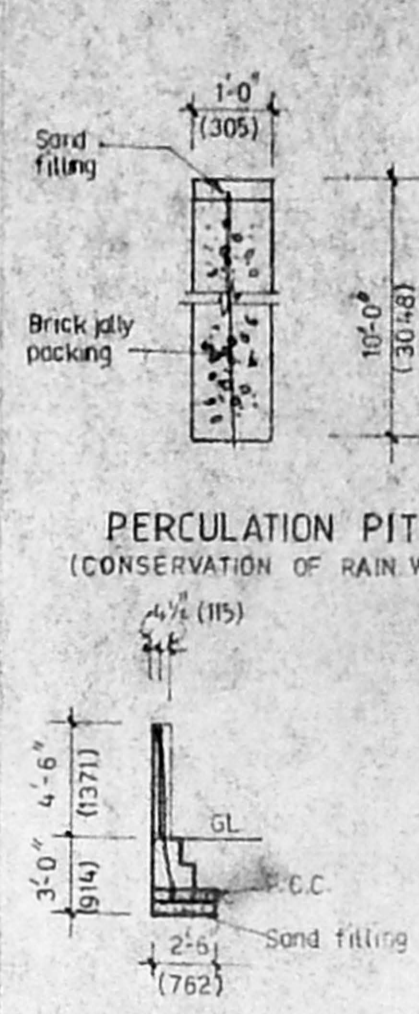 1'-0"
(305)
Sand
filling
Brick jally
packing
10'-0"
(3048)
PERCULATION PIT
(CONSERVATION OF RAIN W
4½" (115)
4'-6"
(1371)
GL
3'-0"
(914)
P.C.C.
Sand filling
2'-6
(762)